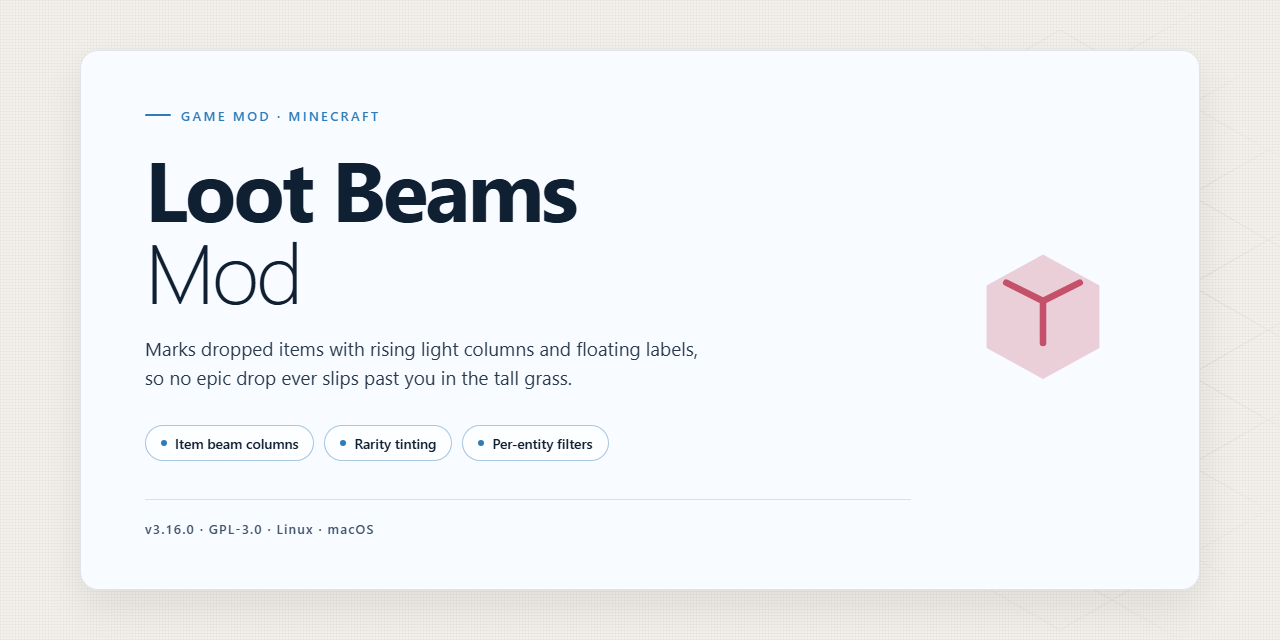 GAME MOD · MINECRAFT
Loot Beams
Mod
Marks dropped items with rising light columns and floating labels,
so no epic drop ever slips past you in the tall grass.
Item beam columns
Rarity tinting
Per-entity filters
v3.16.0 · GPL-3.0 · Linux · macOS